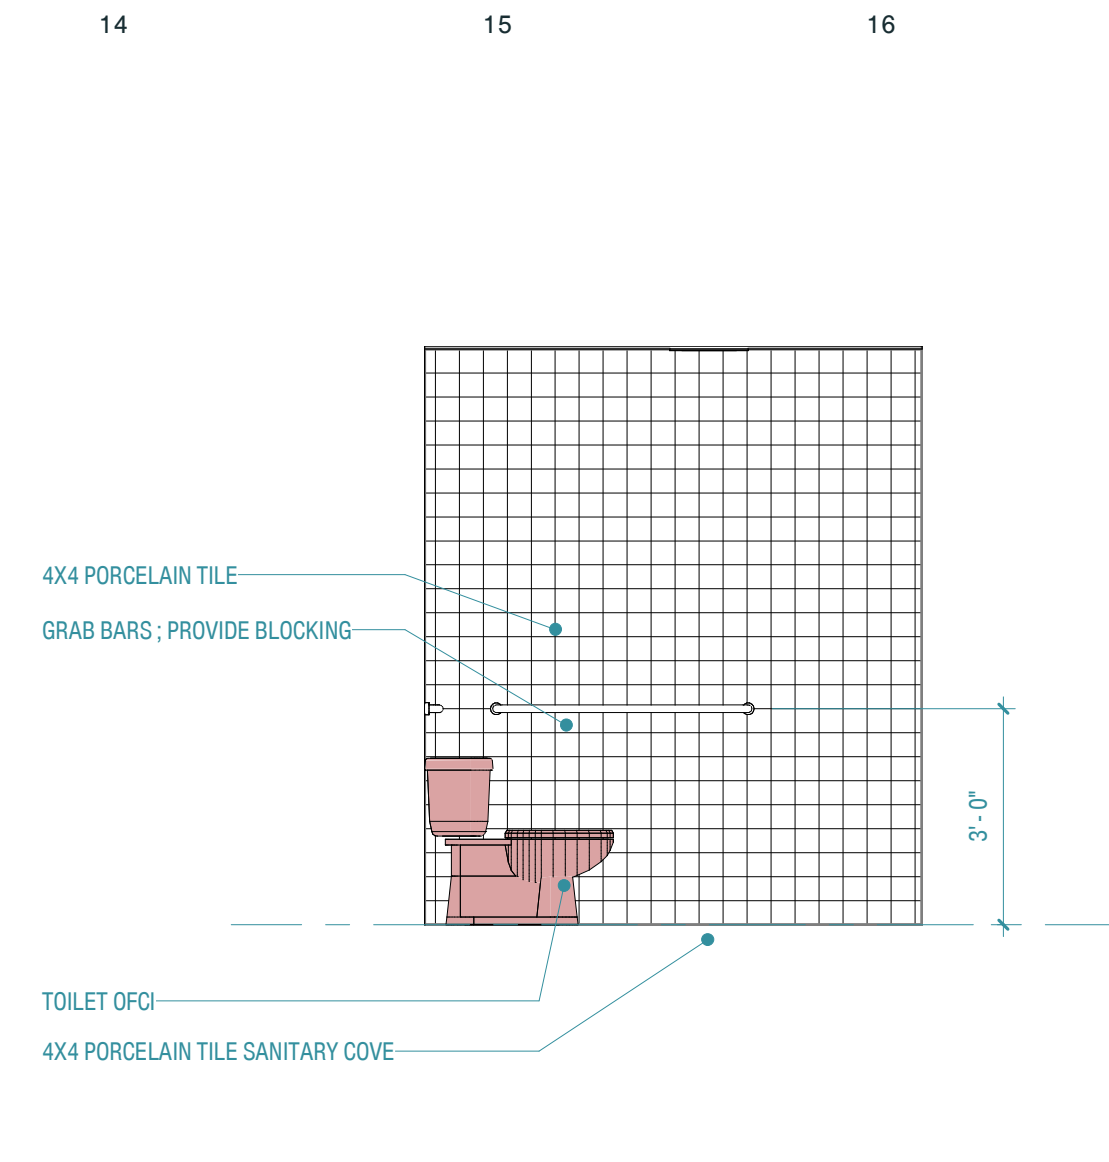 14 15 16
4X4 PORCELAIN TILE
GRAB BARS ; PROVIDE BLOCKING
3' - 0"
TOILET OFCI
4X4 PORCELAIN TILE SANITARY COVE